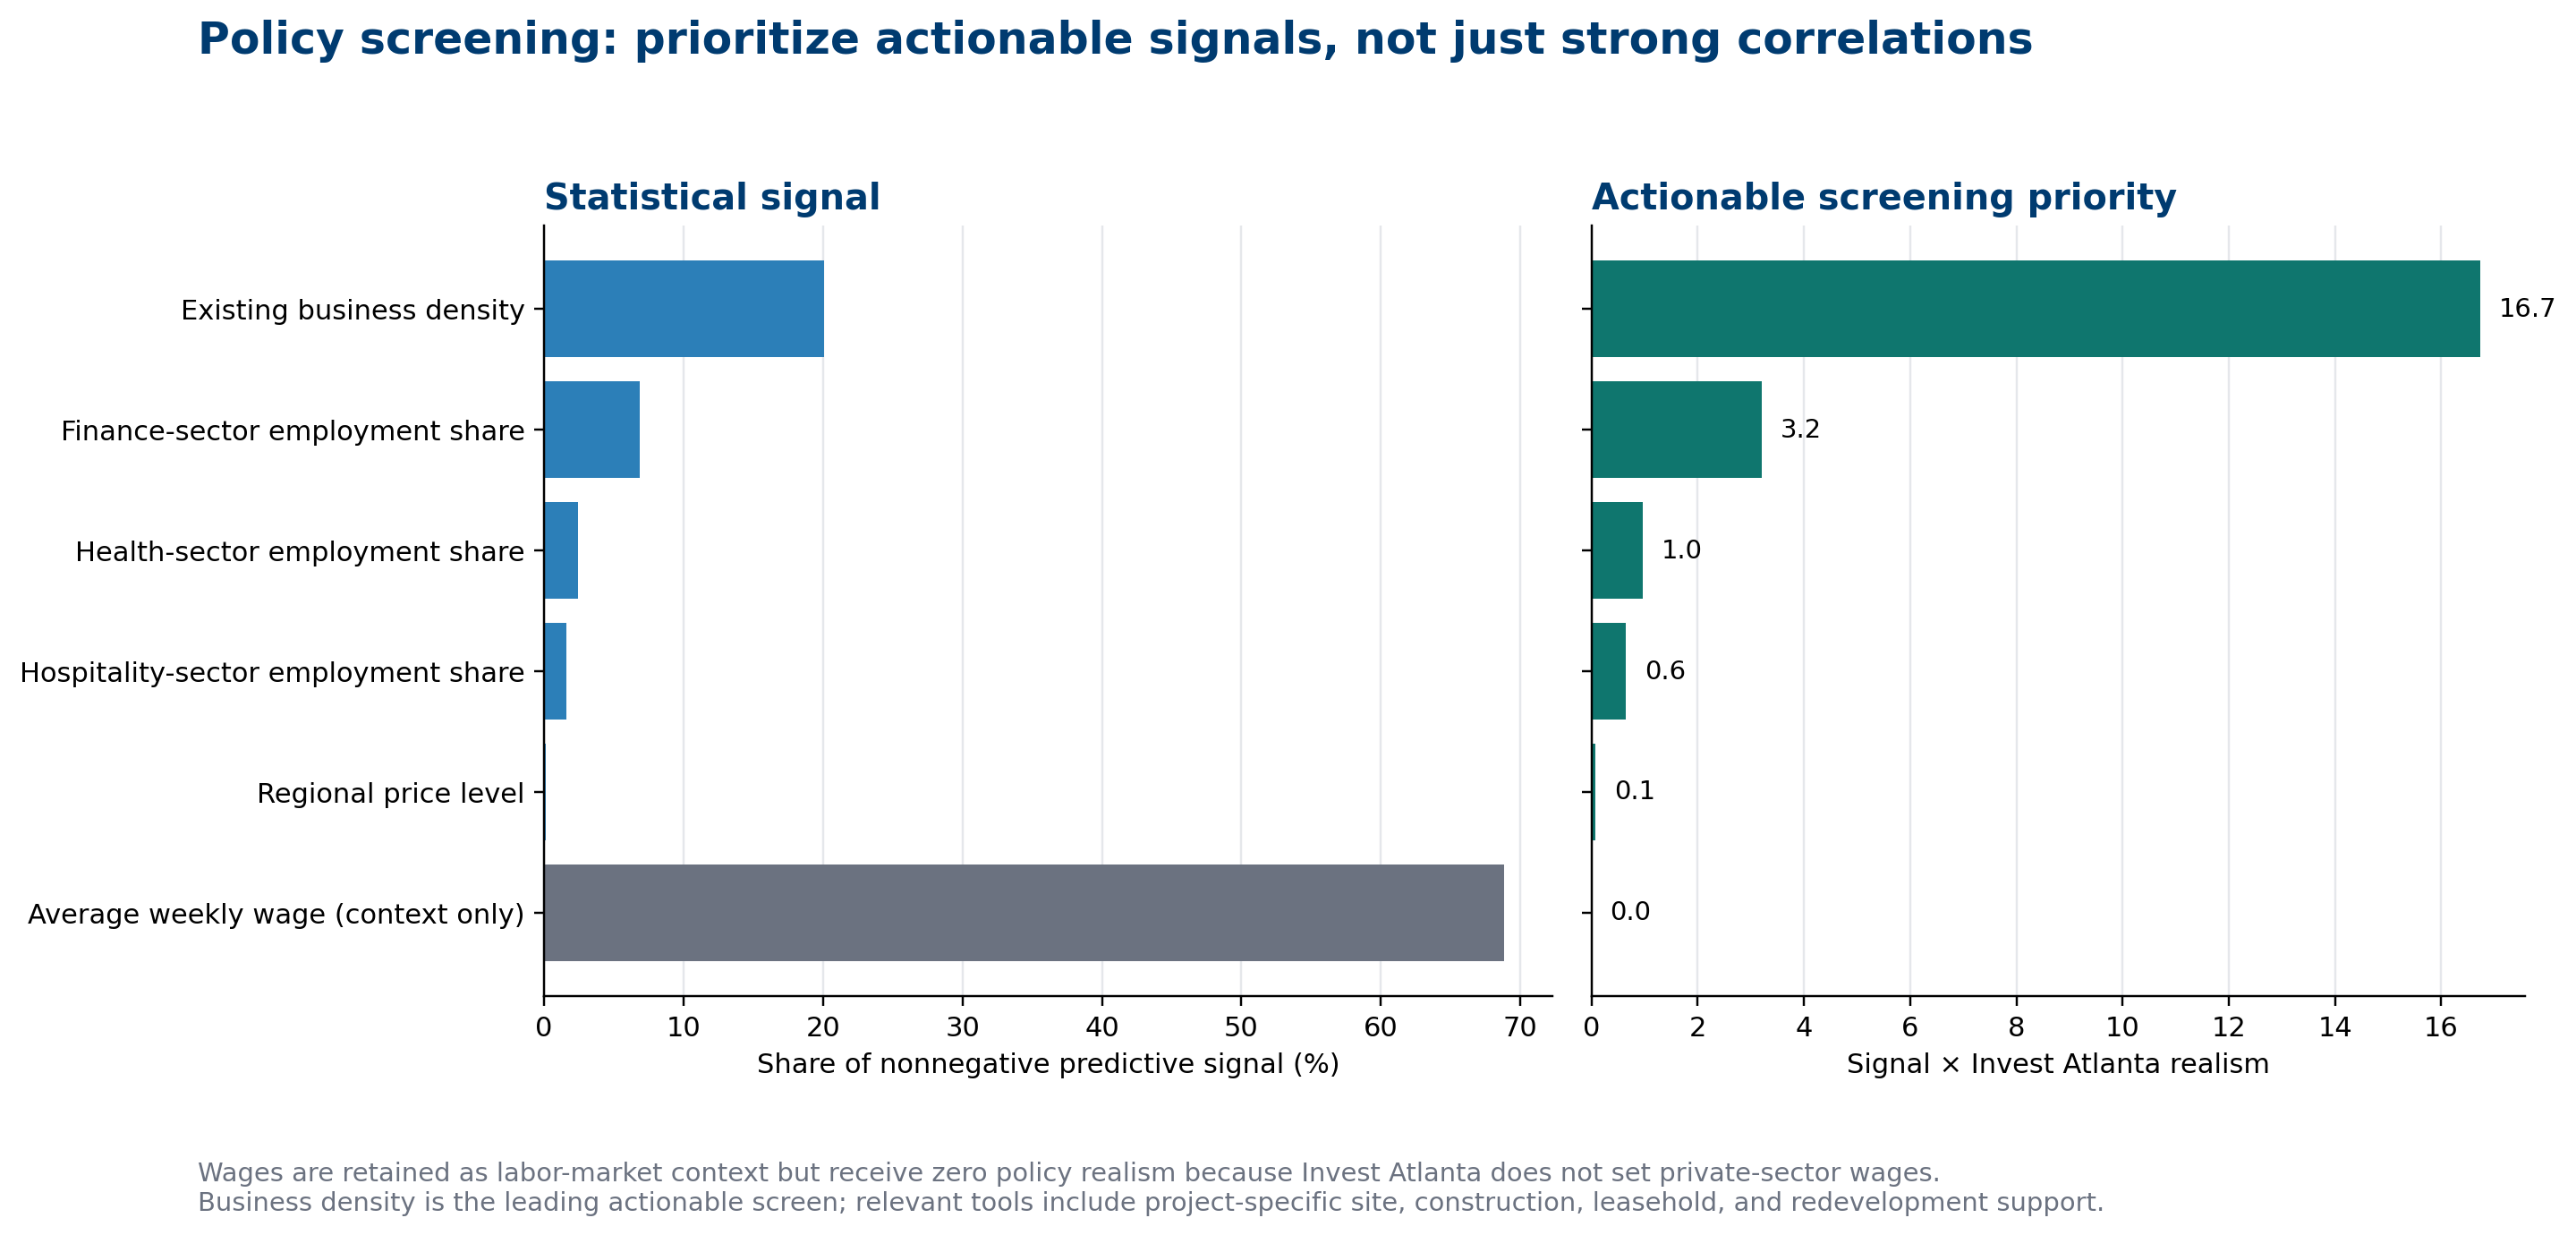 Policy screening: prioritize actionable signals, not just strong correlations
Statistical signal
Existing business density
Finance-sector employment share
Health-sector employment share
Hospitality-sector employment share
Regional price level
Average weekly wage (context only)
0 10 20 30 40 50 60 70
Share of nonnegative predictive signal (%)
Actionable screening priority
16.7
3.2
1.0
0.6
0.1
0.0
0 2 4 6 8 10 12 14 16
Signal × Invest Atlanta realism
Wages are retained as labor-market context but receive zero policy realism because Invest Atlanta does not set private-sector wages.
Business density is the leading actionable screen; relevant tools include project-specific site, construction, leasehold, and redevelopment support.